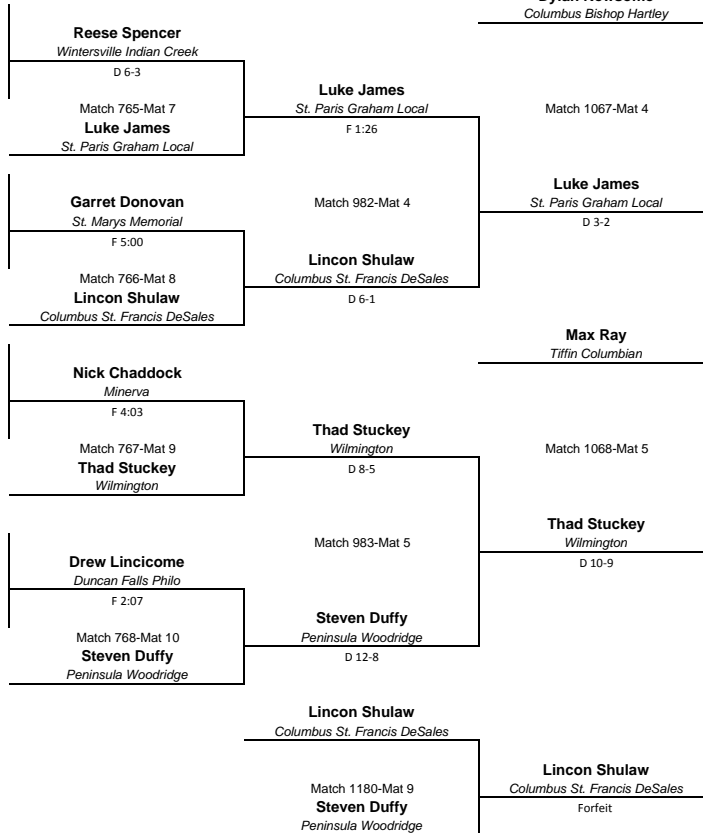 Columbus Bishop Hartley
Reese Spencer
Wintersville Indian Creek
D 6-3
Match 765-Mat 7
Luke James
St. Paris Graham Local
Luke James
St. Paris Graham Local
F 1:26
Match 1067-Mat 4
Garret Donovan
St. Marys Memorial
F 5:00
Match 766-Mat 8
Lincon Shulaw
Columbus St. Francis DeSales
Match 982-Mat 4
Lincon Shulaw
Columbus St. Francis DeSales
D 6-1
Luke James
St. Paris Graham Local
D 3-2
Max Ray
Tiffin Columbian
Nick Chaddock
Minerva
F 4:03
Match 767-Mat 9
Thad Stuckey
Wilmington
Thad Stuckey
Wilmington
D 8-5
Match 1068-Mat 5
Drew Lincicome
Duncan Falls Philo
F 2:07
Match 768-Mat 10
Steven Duffy
Peninsula Woodridge
Match 983-Mat 5
Steven Duffy
Peninsula Woodridge
D 12-8
Thad Stuckey
Wilmington
D 10-9
Lincon Shulaw
Columbus St. Francis DeSales
Match 1180-Mat 9
Steven Duffy
Peninsula Woodridge
Lincon Shulaw
Columbus St. Francis DeSales
Forfeit